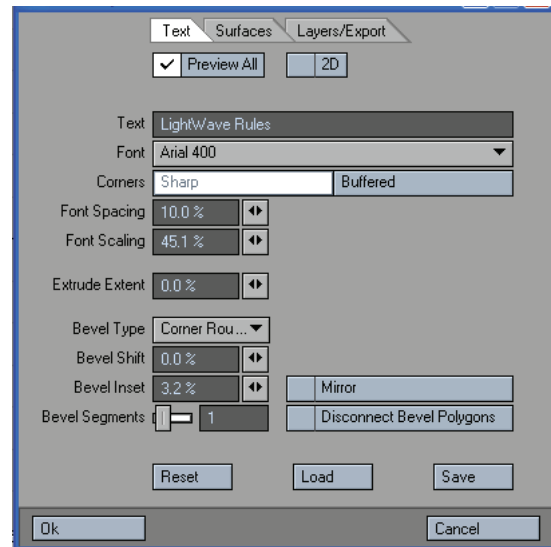 Text Surfaces Layers/Export
Preview All 2D
Text LightWave Rules
Font Arial 400
Corners Sharp Buffered
Font Spacing 10.0 %
Font Scaling 45.1 %
Extrude Extent 0.0 %
Bevel Type Corner Rou...
Bevel Shift 0.0 %
Bevel Inset 3.2 % Mirror
Bevel Segments 1 Disconnect Bevel Polygons
Reset Load Save
Ok Cancel